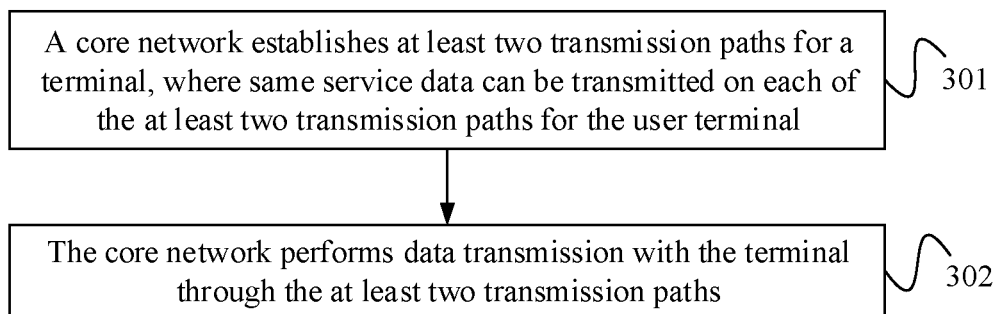 A core network establishes at least two transmission paths for a
terminal, where same service data can be transmitted on each of
the at least two transmission paths for the user terminal
301
The core network performs data transmission with the terminal
through the at least two transmission paths
302